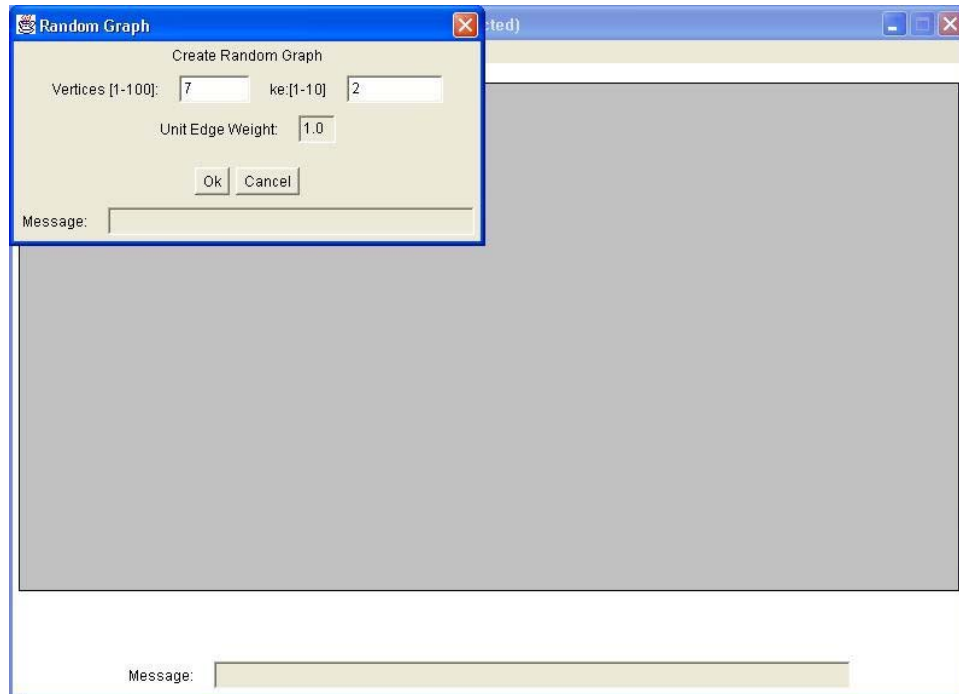 Random Graph
cted)
Create Random Graph
Vertices [1-100]: 7 ke:[1-10] 2
Unit Edge Weight: 1.0
Ok Cancel
Message:
Message: